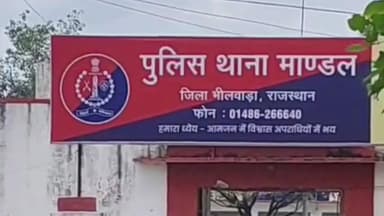 पुलिस थाना माण्डल
जिला भीलवाड़ा, राजस्थान
फोन : 01486-266640
हमारा ध्येय - आमजन में विश्वास अपराधियों में भय